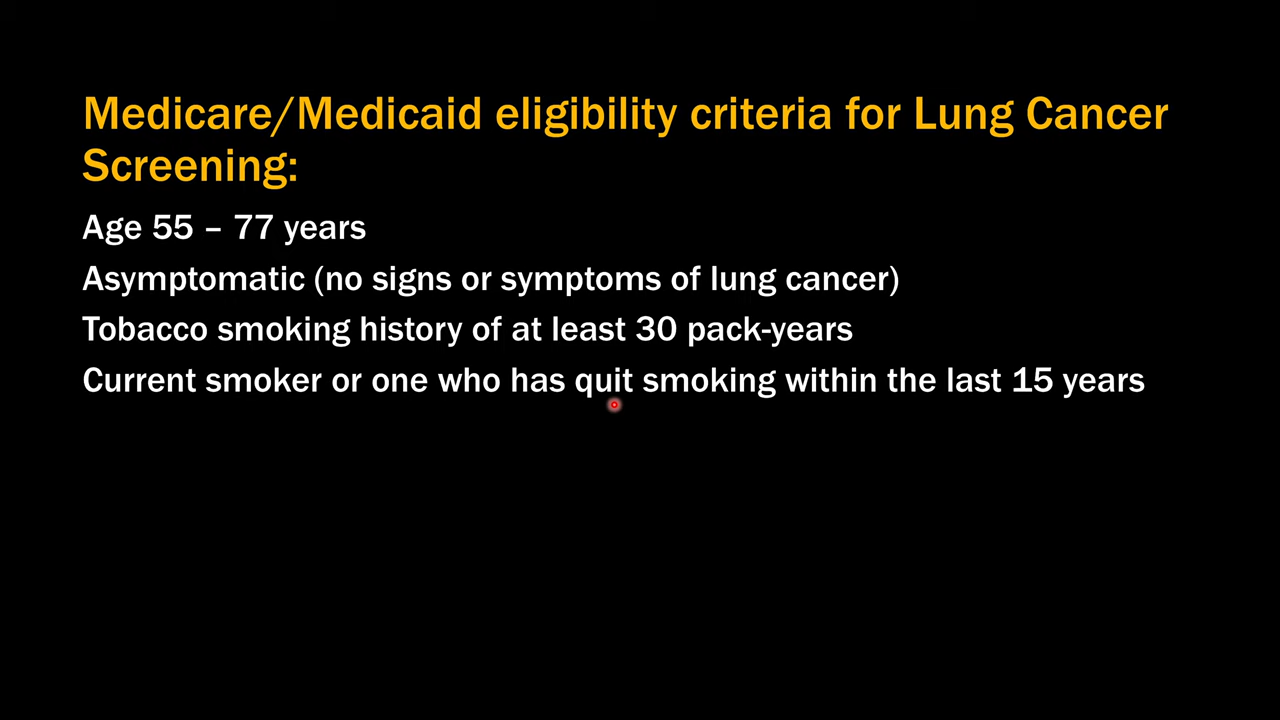 Medicare/Medicaid eligibility criteria for Lung Cancer
Screening:
Age 55 – 77 years
Asymptomatic (no signs or symptoms of lung cancer)
Tobacco smoking history of at least 30 pack-years
Current smoker or one who has quit smoking within the last 15 years